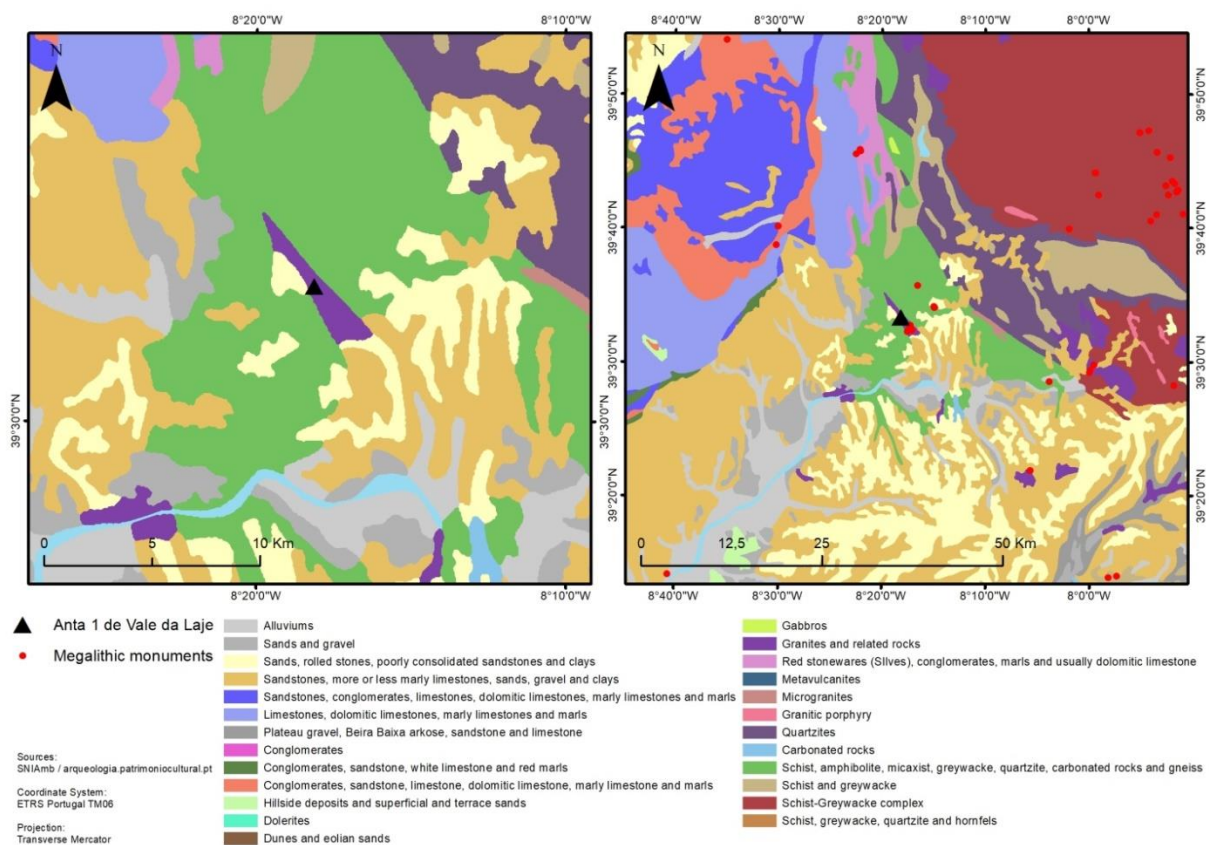 8°20'0"W 8°10'0"W
8°40'0"W 8°30'0"W 8°20'0"W 8°10'0"W 8°0'0"W
N
N
39°50'0"N
39°50'0"N
39°40'0"N
39°40'0"N
39°30'0"N
39°30'0"N
39°30'0"N
39°30'0"N
39°20'0"N
39°20'0"N
0 5 10 Km
0 12,5 25 50 Km
8°20'0"W 8°10'0"W
8°40'0"W 8°30'0"W 8°20'0"W 8°10'0"W 8°0'0"W
Anta 1 de Vale da Laje
Megalithic monuments
Sources:
SNIAmb / arqueologia.patrimoniocultural.pt
Coordinate System:
ETRS Portugal TM06
Projection:
Transverse Mercator
Alluviums
Sands and gravel
Sands, rolled stones, poorly consolidated sandstones and clays
Sandstones, more or less marly limestones, sands, gravel and clays
Sandstones, conglomerates, limestones, dolomitic limestones, marly limestones and marls
Limestones, dolomitic limestones, marly limestones and marls
Plateau gravel, Beira Baixa arkose, sandstone and limestone
Conglomerates
Conglomerates, sandstone, white limestone and red marls
Conglomerates, sandstone, limestone, dolomitic limestone, marly limestone and marls
Hillside deposits and superficial and terrace sands
Dolerites
Dunes and eolian sands
Gabbros
Granites and related rocks
Red stonewares (SIlves), conglomerates, marls and usually dolomitic limestone
Metavulcanites
Microgranites
Granitic porphyry
Quartzites
Carbonated rocks
Schist, amphibolite, micaxist, greywacke, quartzite, carbonated rocks and gneiss
Schist and greywacke
Schist-Greywacke complex
Schist, greywacke, quartzite and hornfels